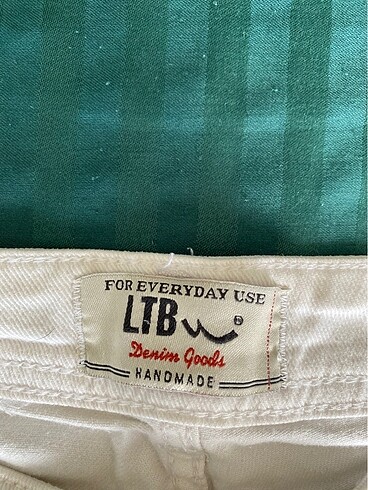 FOR EVERYDAY USE
LTB ®
Denim Goods
HANDMADE